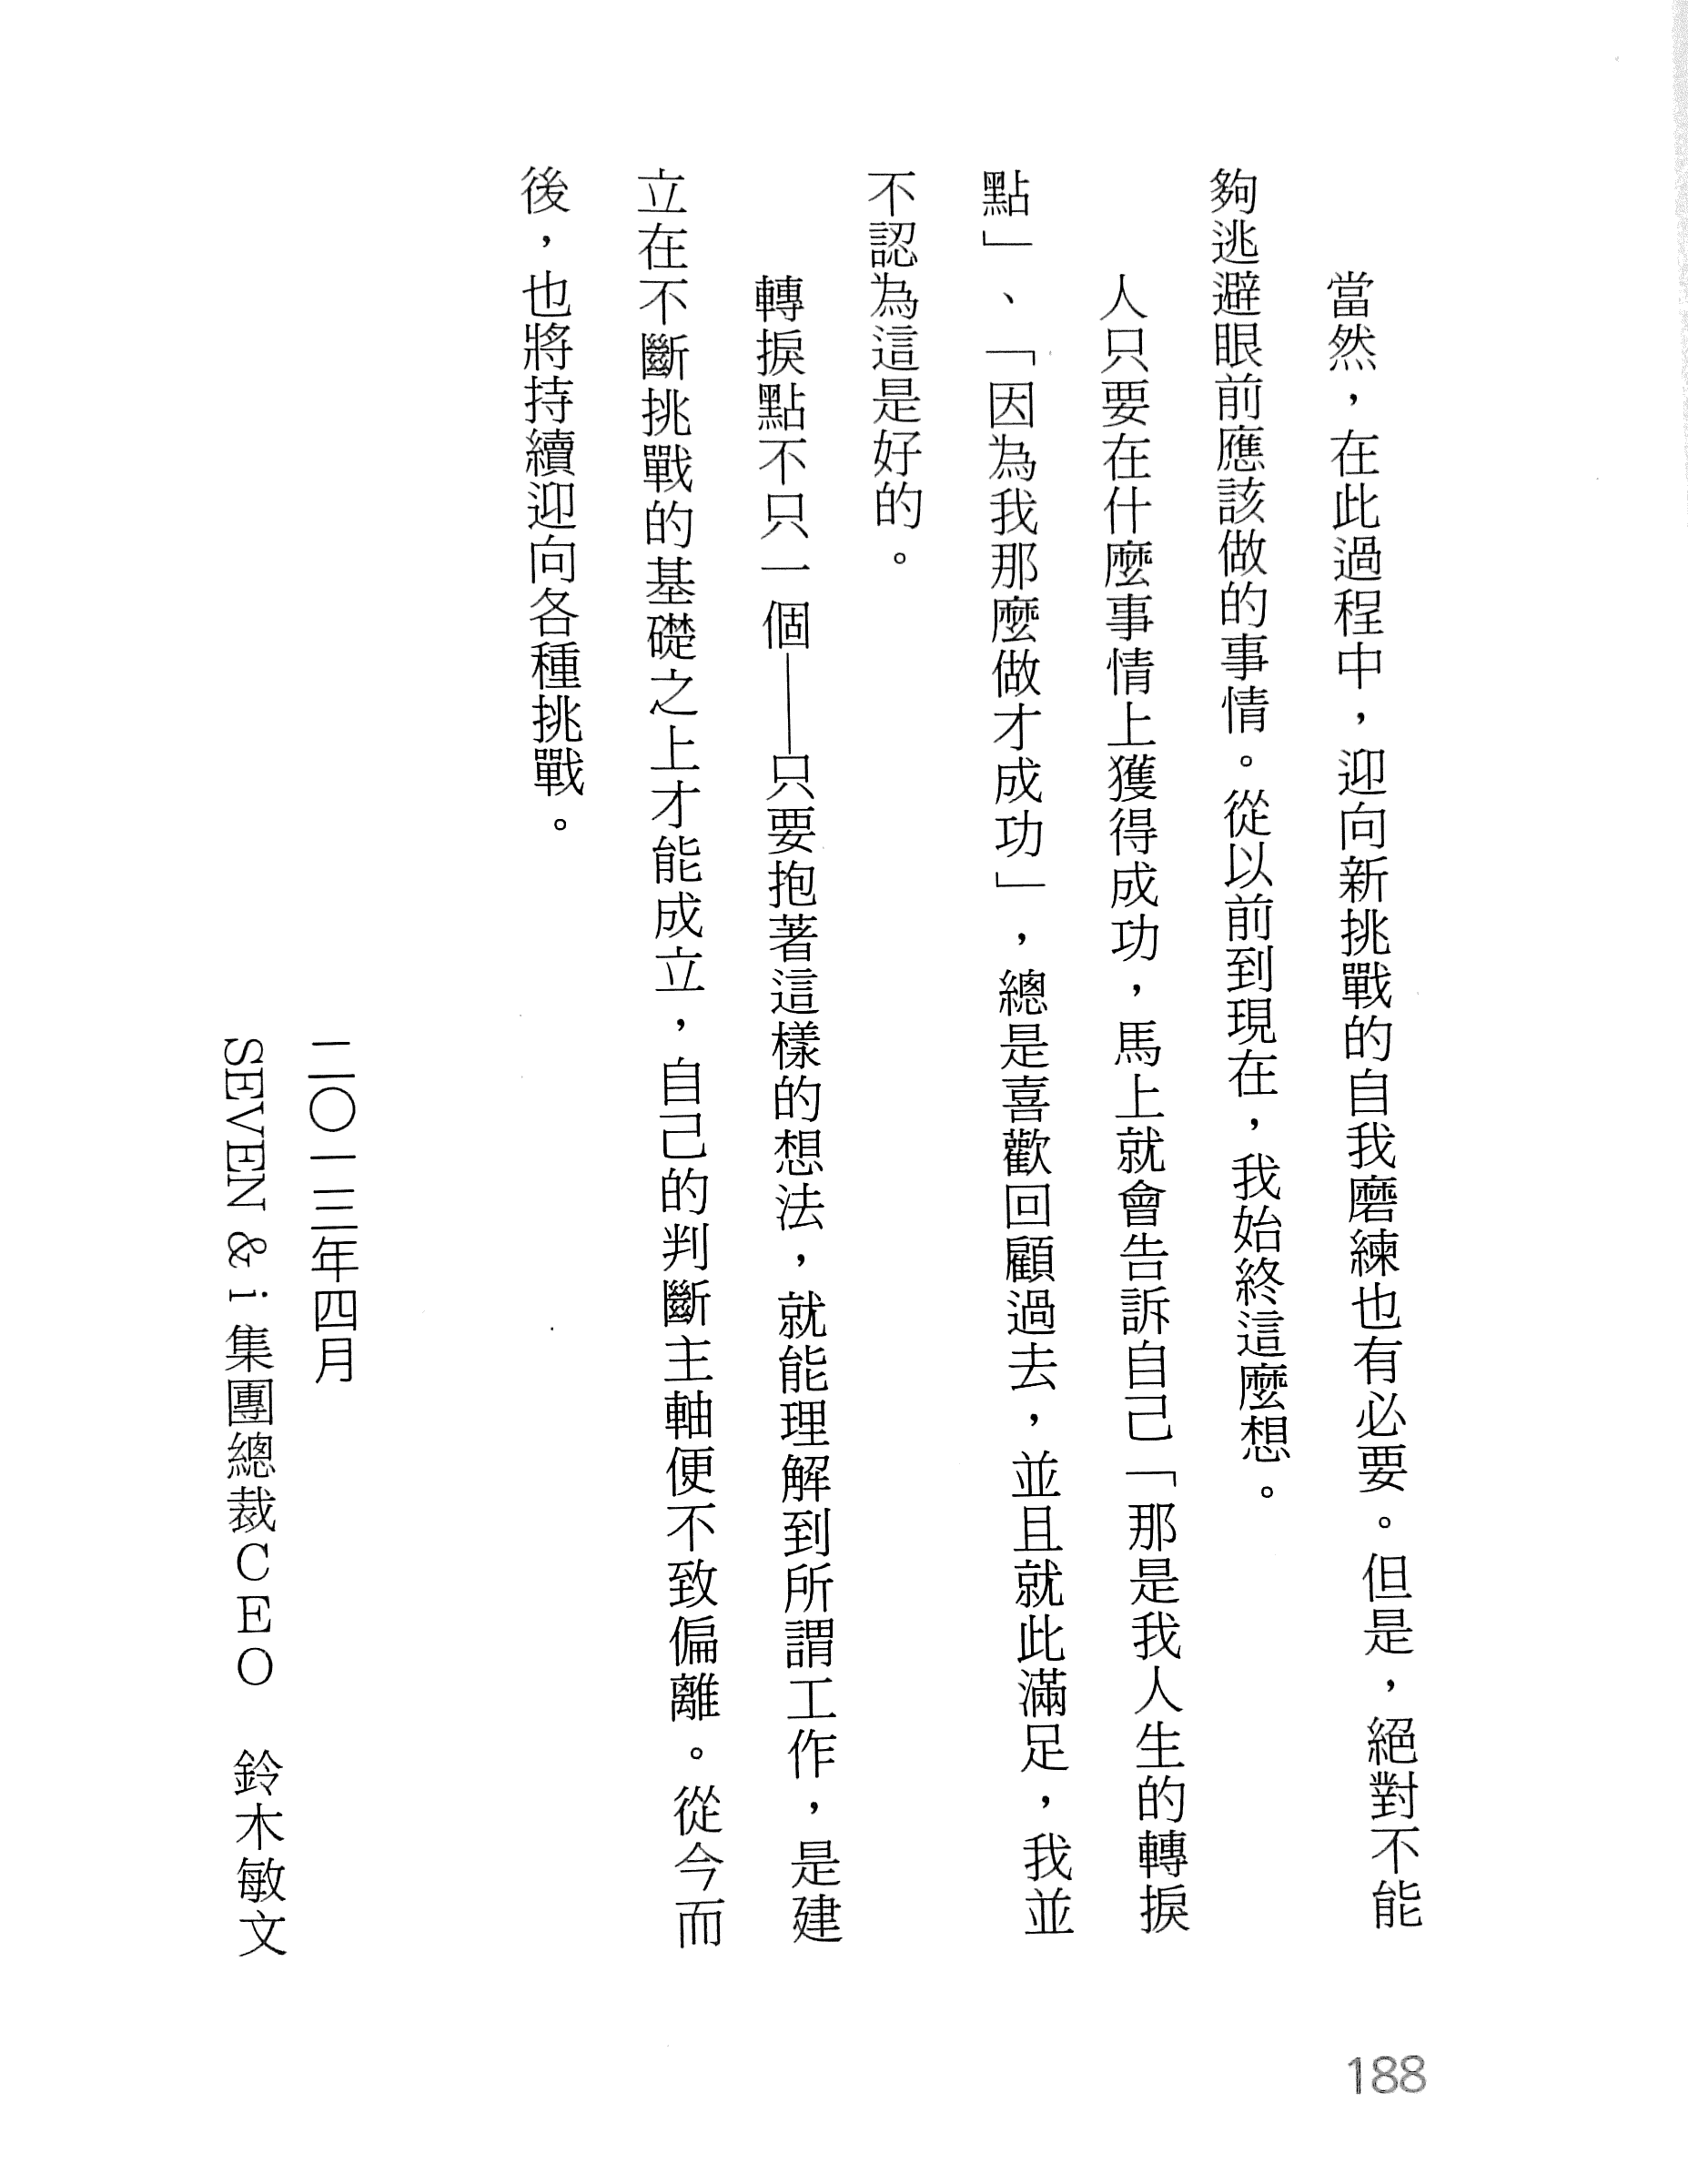 當然，在此過程中，迎向新挑戰的自我磨練也有必要。但是，絕對不能
夠逃避眼前應該做的事情。從以前到現在，我始終這麼想。
人只要在什麼事情上獲得成功，馬上就會告訴自己「那是我人生的轉捩
點」、「因為我那麼做才成功」，總是喜歡回顧過去，並且就此滿足，我並
不認為這是好的。
轉捩點不只一個——只要抱著這樣的想法，就能理解到所謂工作，是建
立在不斷挑戰的基礎之上才能成立，自己的判斷主軸便不致偏離。從今而
後，也將持續迎向各種挑戰。
二〇一三年四月
SEVEN & i 集團總裁ＣＥＯ　鈴木敏文
188